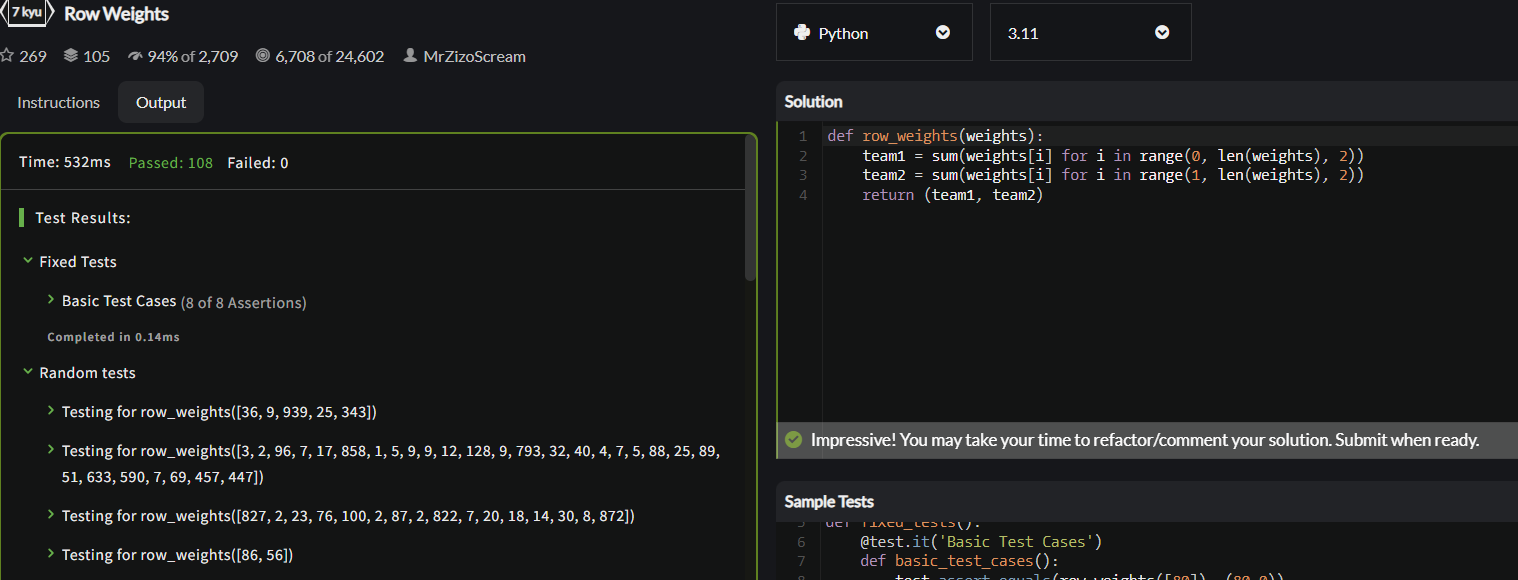 7 kyu Row Weights
269 105 94% of 2,709 6,708 of 24,602 MrZizoScream
Instructions Output
Time: 532ms Passed: 108 Failed: 0
Test Results:
Fixed Tests
Basic Test Cases (8 of 8 Assertions)
Completed in 0.14ms
Random tests
Testing for row_weights([36, 9, 939, 25, 343])
Testing for row_weights([3, 2, 96, 7, 17, 858, 1, 5, 9, 9, 12, 128, 9, 793, 32, 40, 4, 7, 5, 88, 25, 89,
51, 633, 590, 7, 69, 457, 447])
Testing for row_weights([827, 2, 23, 76, 100, 2, 87, 2, 822, 7, 20, 18, 14, 30, 8, 872])
Testing for row_weights([86, 56])
Python 3.11
Solution
1 def row_weights(weights):
2 team1 = sum(weights[i] for i in range(0, len(weights), 2))
3 team2 = sum(weights[i] for i in range(1, len(weights), 2))
4 return (team1, team2)
Impressive! You may take your time to refactor/comment your solution. Submit when ready.
Sample Tests
5 def fixed_tests():
6 @test.it('Basic Test Cases')
7 def basic_test_cases():
8 test.assert_equals(row_weights([80]), (80,0))